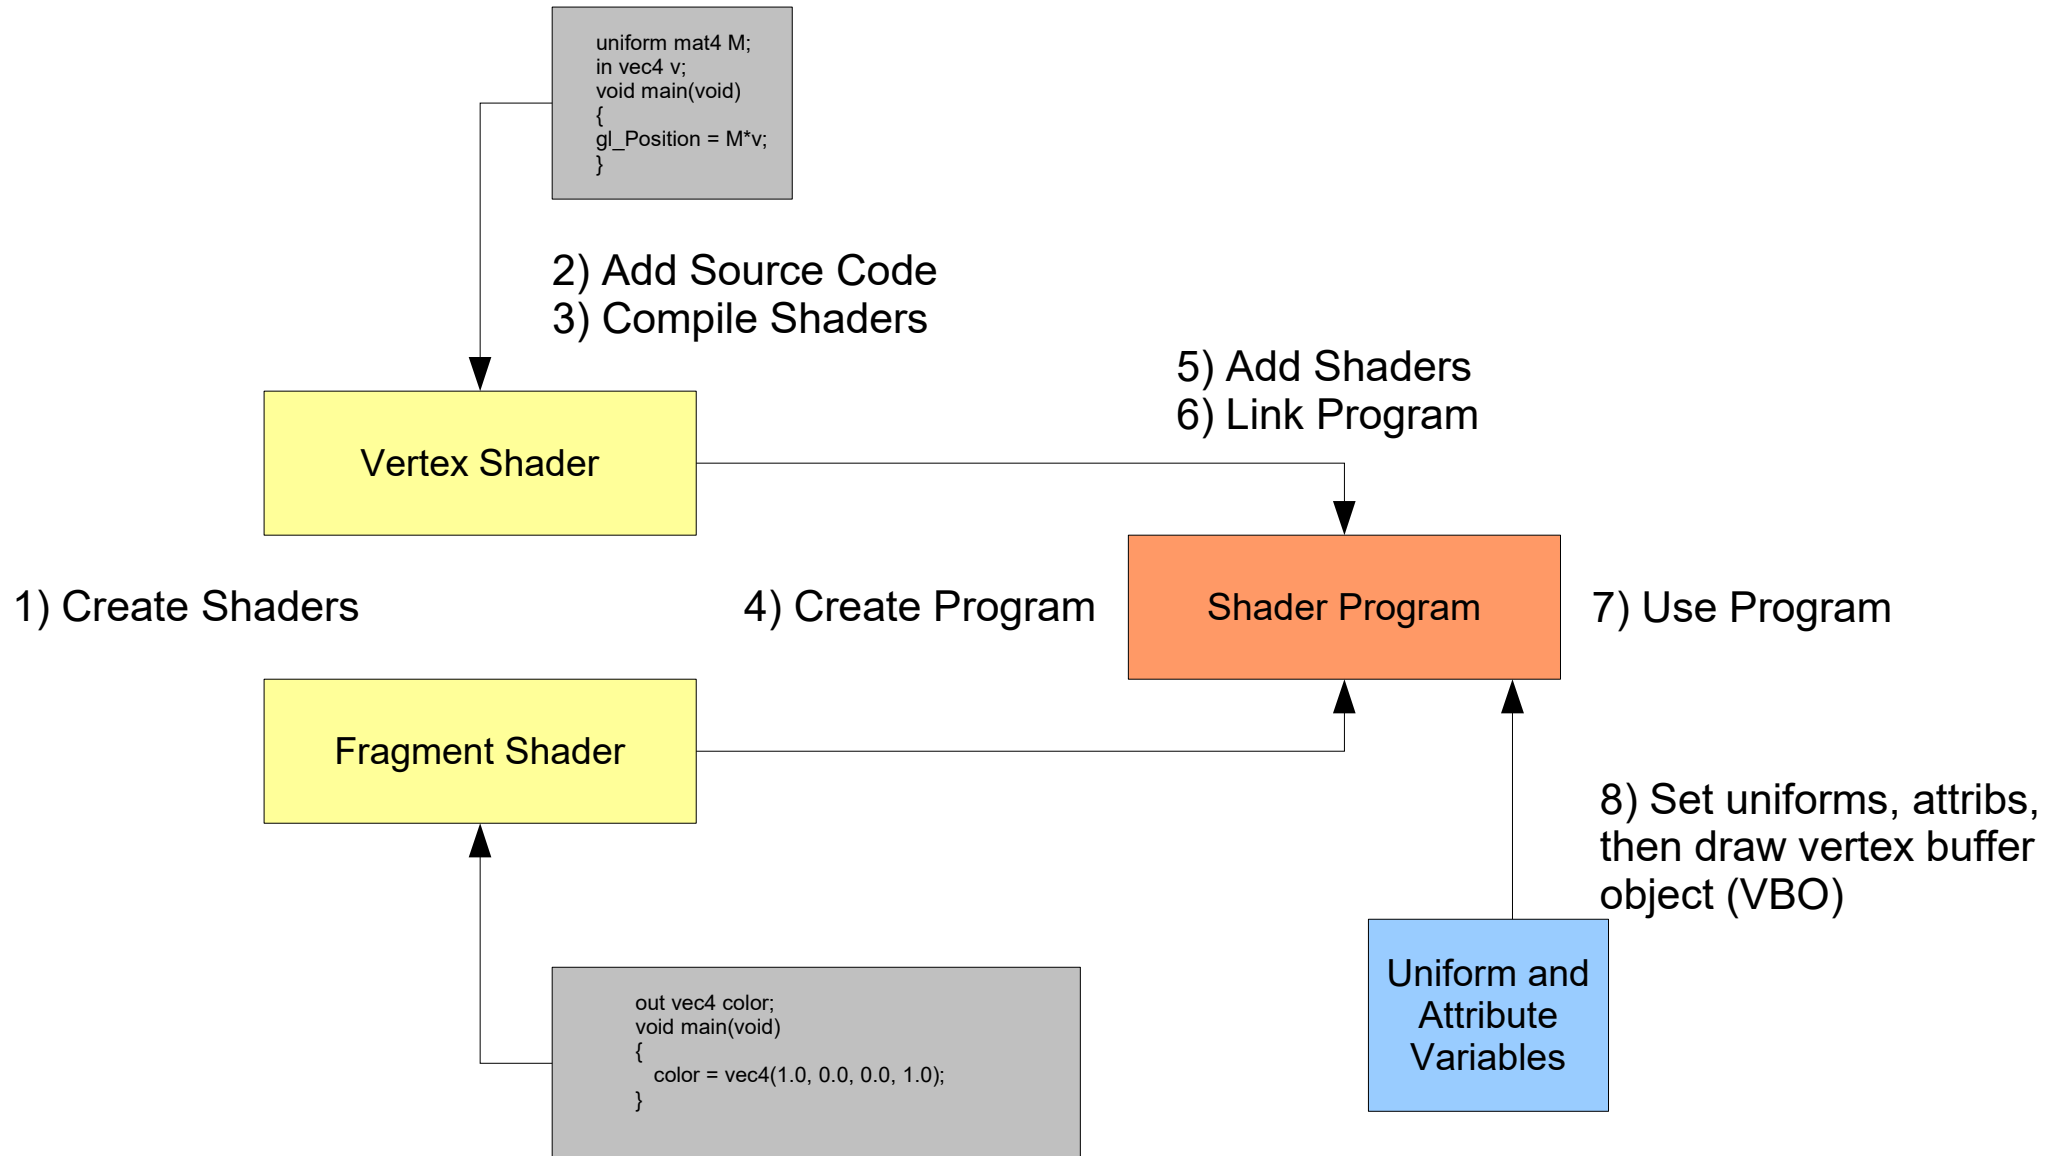 uniform mat4 M;
in vec4 v;
void main(void)
{
gl_Position = M*v;
}
2) Add Source Code
3) Compile Shaders
5) Add Shaders
6) Link Program
Vertex Shader
1) Create Shaders
4) Create Program
Shader Program
7) Use Program
Fragment Shader
8) Set uniforms, attribs,
then draw vertex buffer
object (VBO)
Uniform and
Attribute
Variables
out vec4 color;
void main(void)
{
color = vec4(1.0, 0.0, 0.0, 1.0);
}